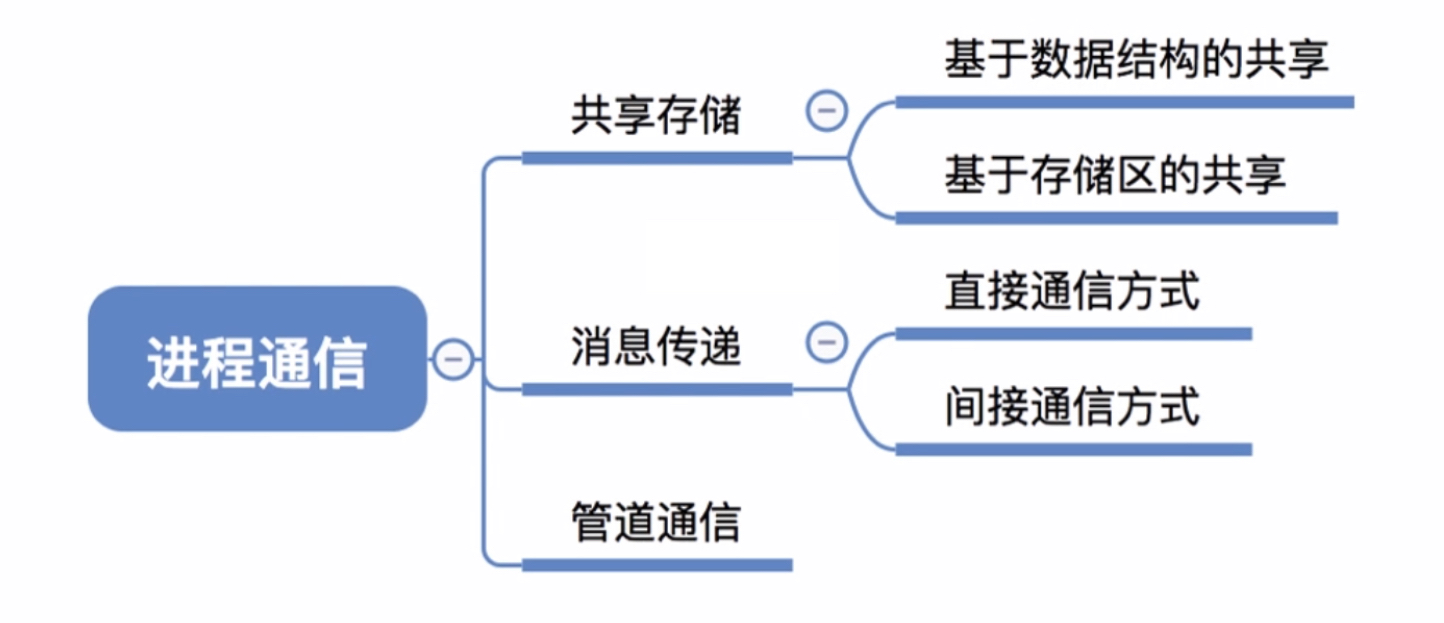 进程通信
共享存储
基于数据结构的共享
基于存储区的共享
消息传递
直接通信方式
间接通信方式
管道通信